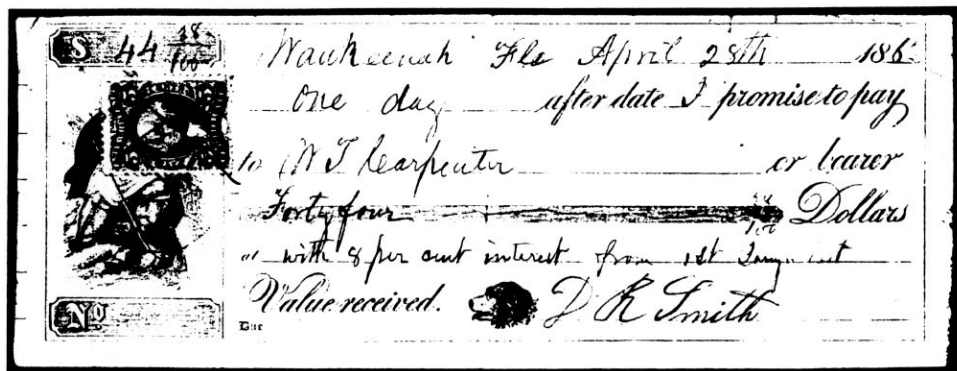 $ 44 48/100
Waukeenah Fla April 28th 186
one day after date I promise to pay
to W T Carpenter or bearer
Forty four /100 Dollars
with 8 per cent interest from 1st
Value received. D R Smith
No
Due